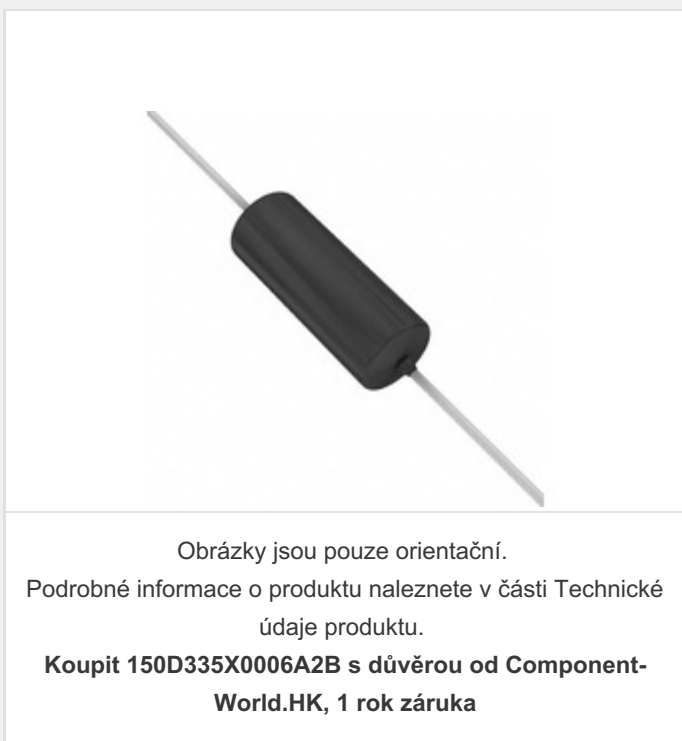 Obrázky jsou pouze orientační.
Podrobné informace o produktu naleznete v části Technické
údaje produktu.
Koupit 150D335X0006A2B s důvěrou od Component-
World.HK, 1 rok záruka